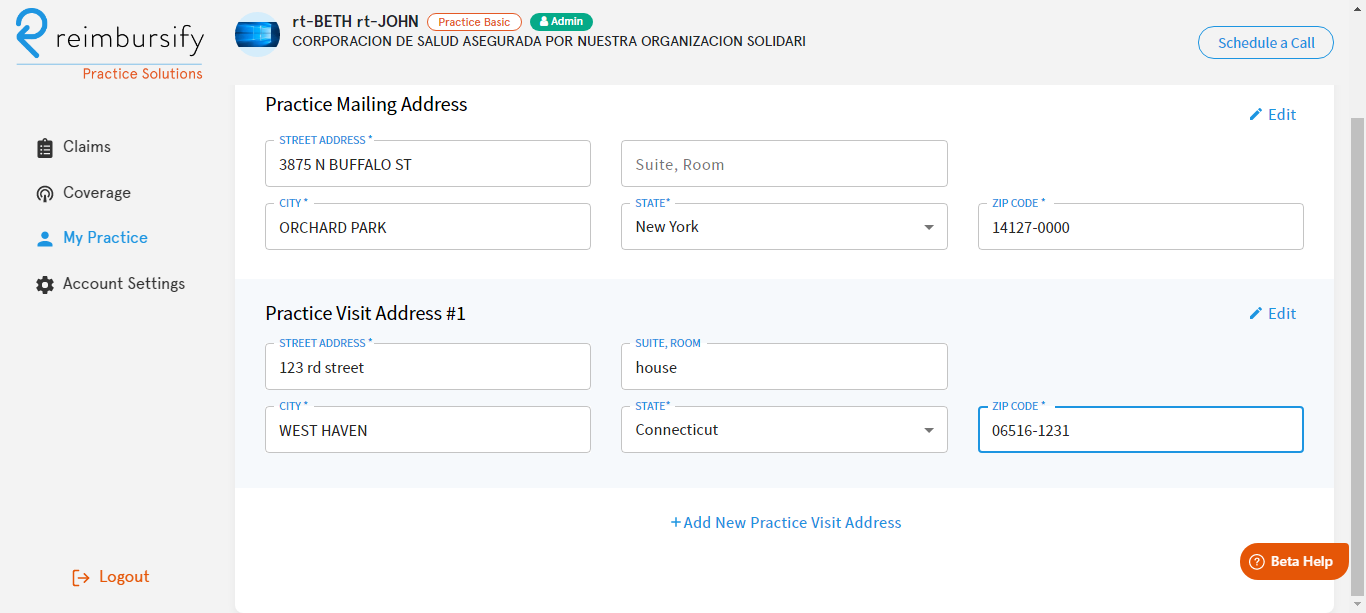 reimbursify
Practice Solutions
rt-BETH rt-JOHN Practice Basic Admin
CORPORACION DE SALUD ASEGURADA POR NUESTRA ORGANIZACION SOLIDARI
Schedule a Call
Claims
Coverage
My Practice
Account Settings
Logout
Practice Mailing Address
Edit
STREET ADDRESS *
3875 N BUFFALO ST
Suite, Room
CITY *
ORCHARD PARK
STATE*
New York
ZIP CODE *
14127-0000
Practice Visit Address #1
Edit
STREET ADDRESS *
123 rd street
SUITE, ROOM
house
CITY *
WEST HAVEN
STATE*
Connecticut
ZIP CODE *
06516-1231
+ Add New Practice Visit Address
? Beta Help